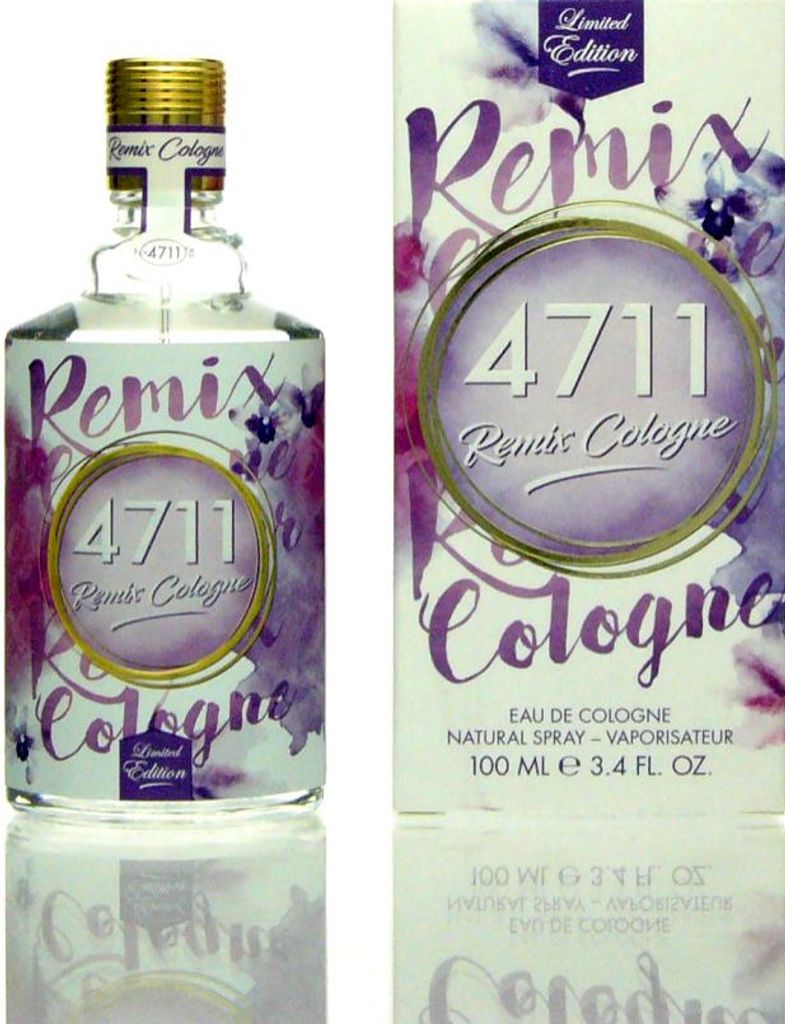 Remix Cologne
4711
Remix
4711
Remix Cologne
Cologne
Limited
Edition
Limited
Edition
Remix
4711
Remix Cologne
Cologne
EAU DE COLOGNE
NATURAL SPRAY – VAPORISATEUR
100 ML ℮ 3.4 FL. OZ.